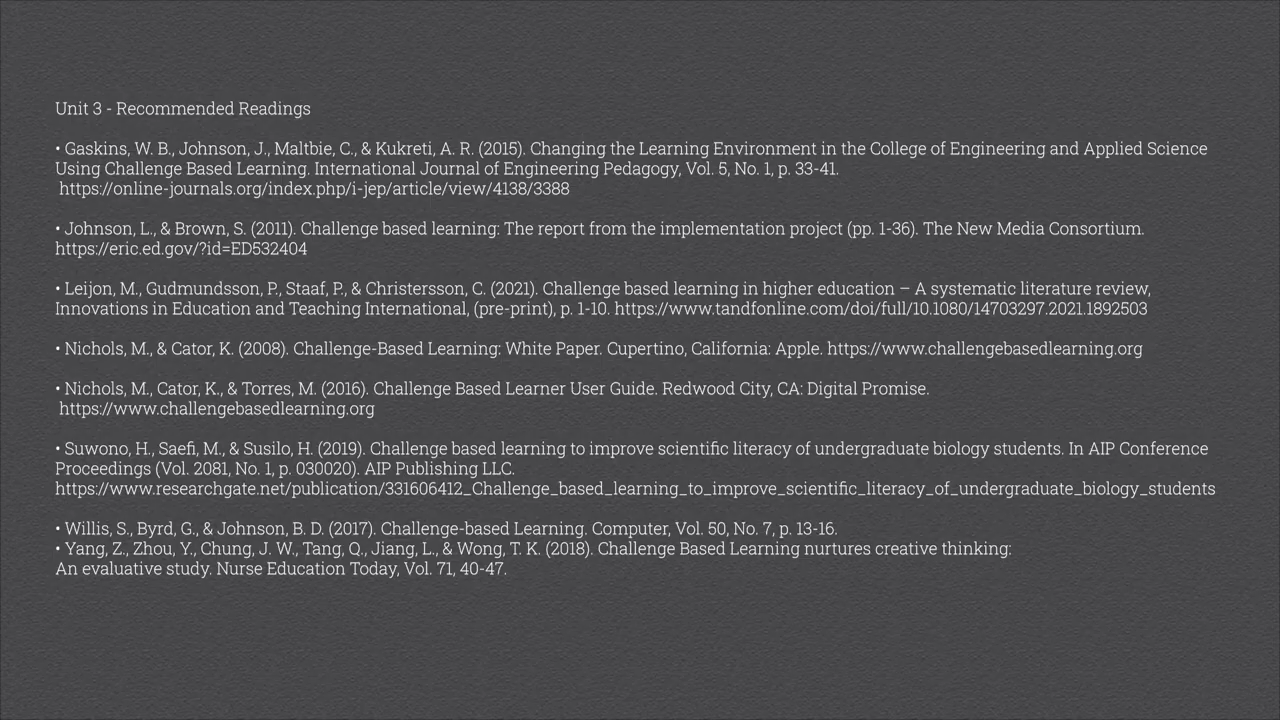 Unit 3 - Recommended Readings
• Gaskins, W. B., Johnson, J., Maltbie, C., & Kukreti, A. R. (2015). Changing the Learning Environment in the College of Engineering and Applied Science
Using Challenge Based Learning. International Journal of Engineering Pedagogy, Vol. 5, No. 1, p. 33-41.
https://online-journals.org/index.php/i-jep/article/view/4138/3388
• Johnson, L., & Brown, S. (2011). Challenge based learning: The report from the implementation project (pp. 1-36). The New Media Consortium.
https://eric.ed.gov/?id=ED532404
• Leijon, M., Gudmundsson, P., Staaf, P., & Christersson, C. (2021). Challenge based learning in higher education – A systematic literature review,
Innovations in Education and Teaching International, (pre-print), p. 1-10. https://www.tandfonline.com/doi/full/10.1080/14703297.2021.1892503
• Nichols, M., & Cator, K. (2008). Challenge-Based Learning: White Paper. Cupertino, California: Apple. https://www.challengebasedlearning.org
• Nichols, M., Cator, K., & Torres, M. (2016). Challenge Based Learner User Guide. Redwood City, CA: Digital Promise.
https://www.challengebasedlearning.org
• Suwono, H., Saefi, M., & Susilo, H. (2019). Challenge based learning to improve scientific literacy of undergraduate biology students. In AIP Conference
Proceedings (Vol. 2081, No. 1, p. 030020). AIP Publishing LLC.
https://www.researchgate.net/publication/331606412_Challenge_based_learning_to_improve_scientific_literacy_of_undergraduate_biology_students
• Willis, S., Byrd, G., & Johnson, B. D. (2017). Challenge-based Learning. Computer, Vol. 50, No. 7, p. 13-16.
• Yang, Z., Zhou, Y., Chung, J. W., Tang, Q., Jiang, L., & Wong, T. K. (2018). Challenge Based Learning nurtures creative thinking:
An evaluative study. Nurse Education Today, Vol. 71, 40-47.